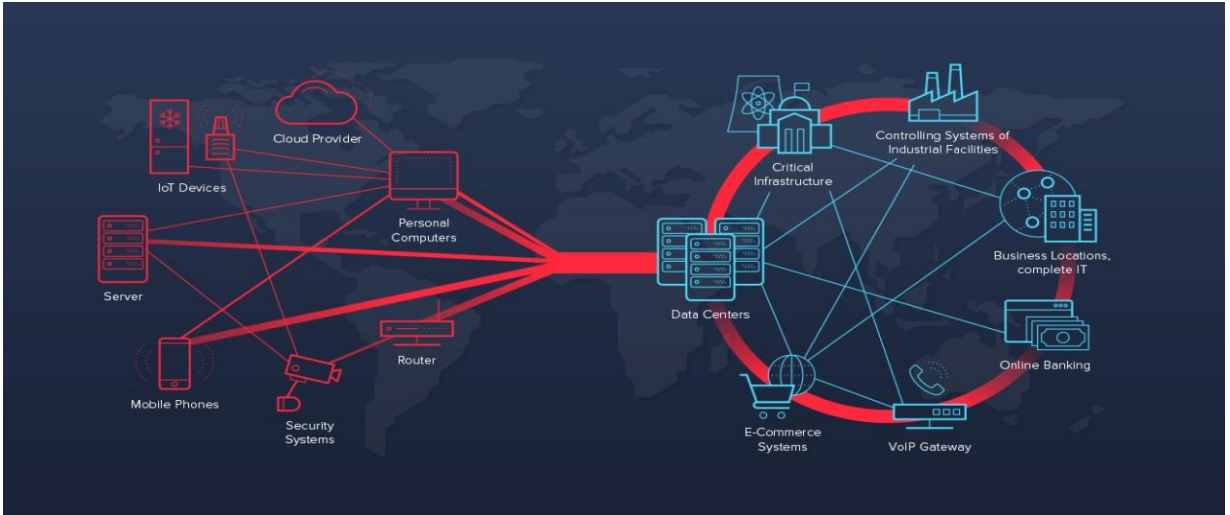 Cloud Provider
IoT Devices
Personal
Computers
Server
Router
Mobile Phones
Security
Systems
Critical
Infrastructure
Controlling Systems of
Industrial Facilities
Business Locations,
complete IT
Data Centers
Online Banking
E-Commerce
Systems
VoIP Gateway